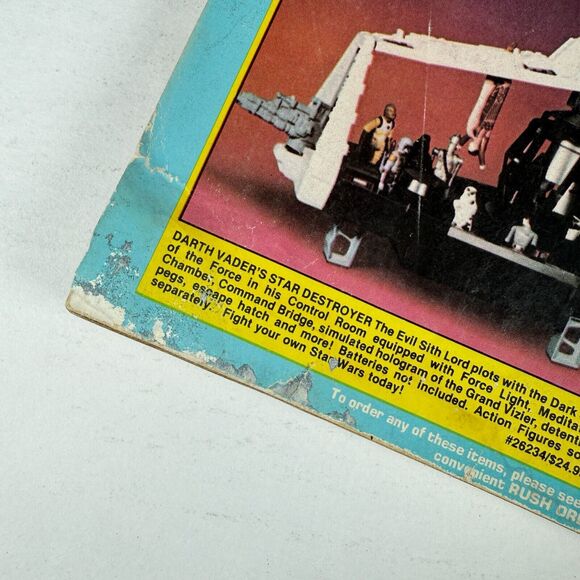 DARTH VADER'S STAR DESTROYER The Evil Sith Lord plots with the Dark
of the Force in his Control Room equipped with Force Light, Meditat
Chamber, Command Bridge, simulated hologram of the Grand Vizier, detenti
pegs, escape hatch and more! Batteries not Included. Action Figures so
separately. Fight your own Star Wars today!
#26234/$24.9
To order any of these items, please see
convenient RUSH OR